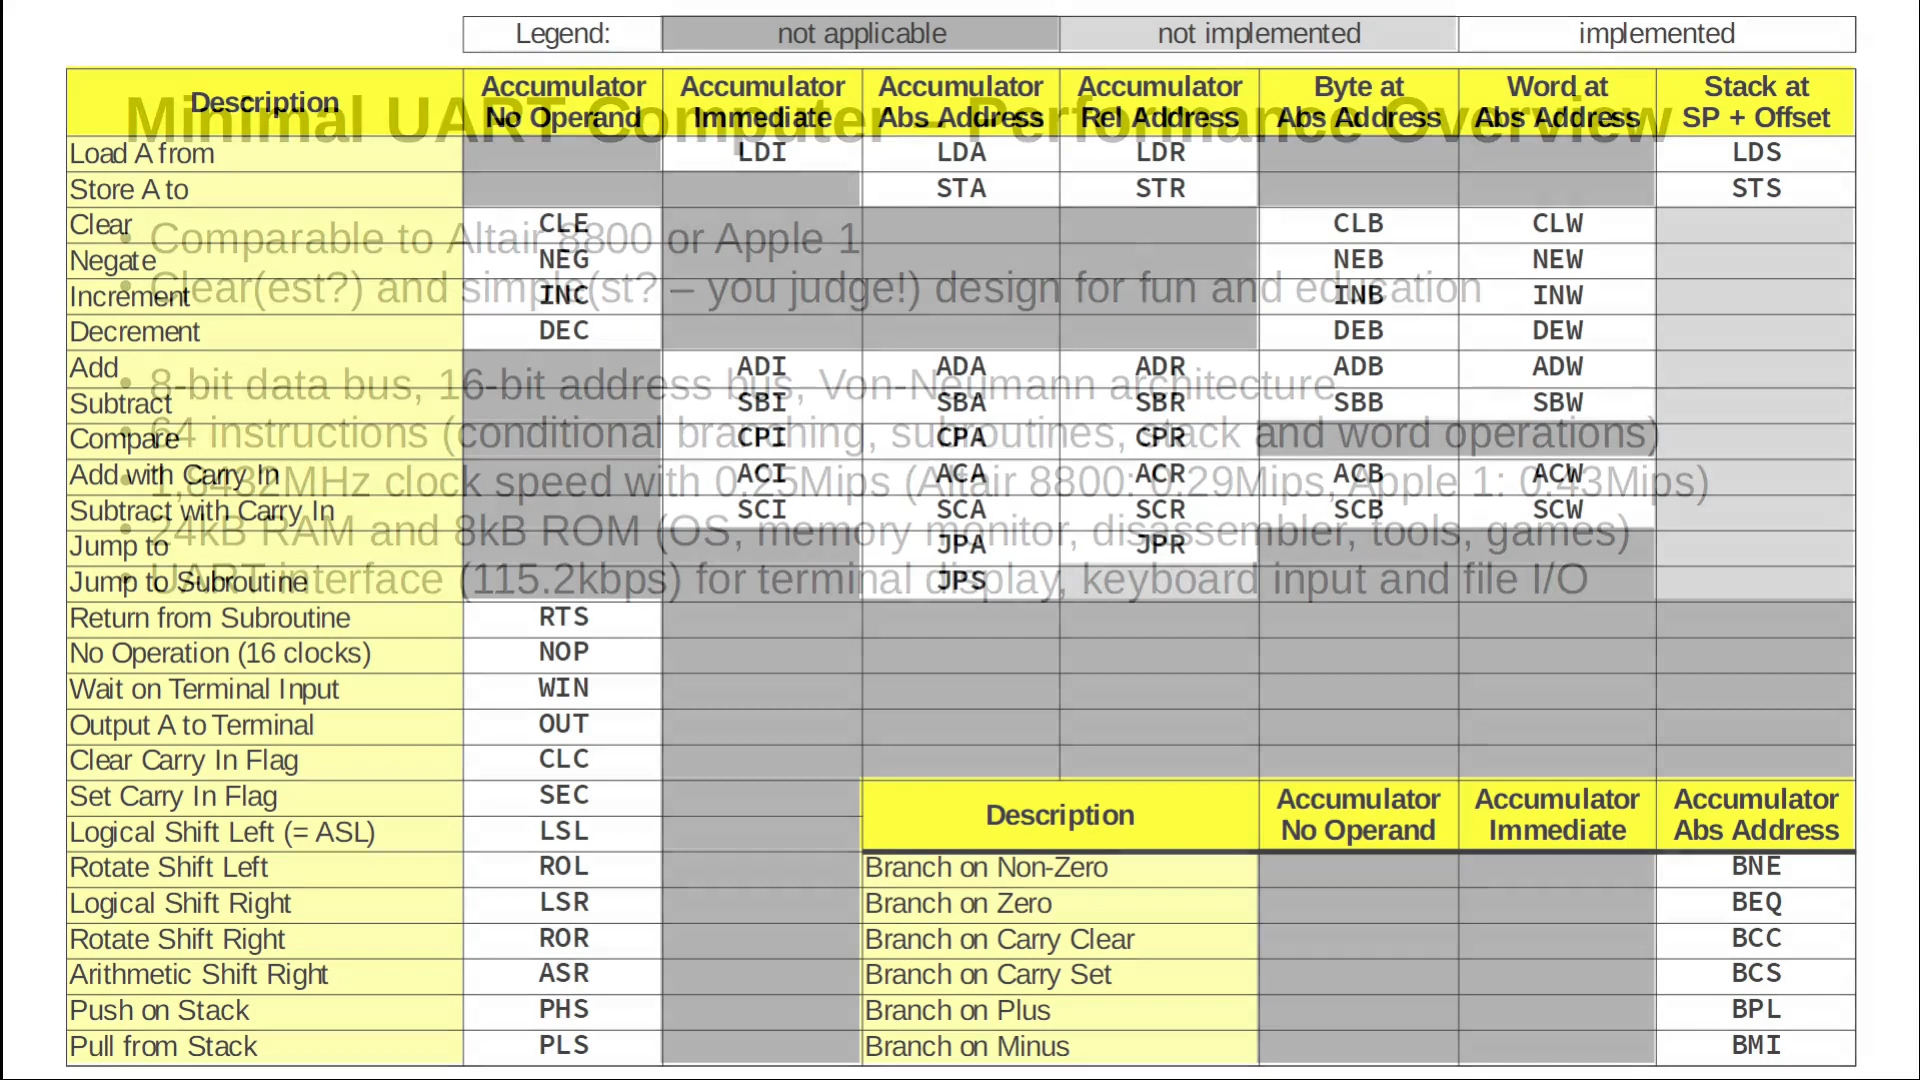 Legend: not applicable not implemented implemented
Description Accumulator No Operand Accumulator Immediate Accumulator Abs Address Accumulator Rel Address Byte at Abs Address Word at Abs Address Stack at SP + Offset
Minimal UART Computer – Performance Overview
Load A from LDI LDA LDR LDS
Store A to STA STR STS
Clear CLE CLB CLW
• Comparable to Altair 8800 or Apple 1
Negate NEG NEB NEW
• Clear(est?) and simple(st? – you judge!) design for fun and education
Increment INC INB INW
Decrement DEC DEB DEW
Add ADI ADA ADR ADB ADW
• 8-bit data bus, 16-bit address bus, Von-Neumann architecture
Subtract SBI SBA SBR SBB SBW
• 64 instructions (conditional branching, subroutines, stack and word operations)
Compare CPI CPA CPR
Add with Carry In ACI ACA ACR ACB ACW
• 1,8432MHz clock speed with 0.25Mips (Altair 8800: 0.29Mips, Apple 1: 0.43Mips)
Subtract with Carry In SCI SCA SCR SCB SCW
• 24kB RAM and 8kB ROM (OS, memory monitor, disassembler, tools, games)
Jump to JPA JPR
• UART interface (115.2kbps) for terminal display, keyboard input and file I/O
Jump to Subroutine JPS
Return from Subroutine RTS
No Operation (16 clocks) NOP
Wait on Terminal Input WIN
Output A to Terminal OUT
Clear Carry In Flag CLC
Set Carry In Flag SEC
Logical Shift Left (= ASL) LSL
Rotate Shift Left ROL
Logical Shift Right LSR
Rotate Shift Right ROR
Arithmetic Shift Right ASR
Push on Stack PHS
Pull from Stack PLS
Description Accumulator No Operand Accumulator Immediate Accumulator Abs Address
Branch on Non-Zero BNE
Branch on Zero BEQ
Branch on Carry Clear BCC
Branch on Carry Set BCS
Branch on Plus BPL
Branch on Minus BMI